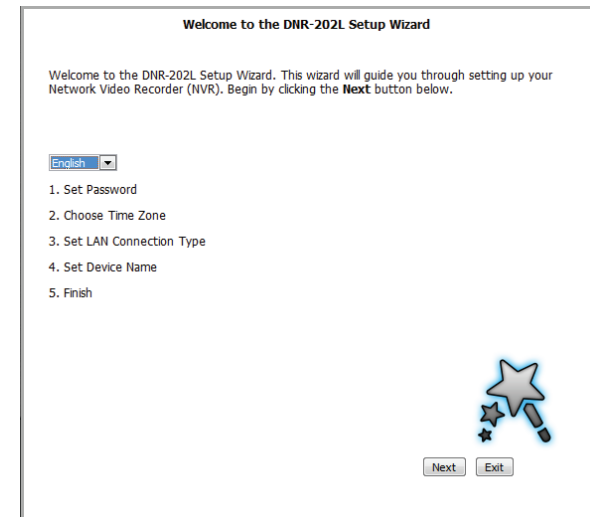 Welcome to the DNR-202L Setup Wizard
Welcome to the DNR-202L Setup Wizard. This wizard will guide you through setting up your
Network Video Recorder (NVR). Begin by clicking the Next button below.
English
1. Set Password
2. Choose Time Zone
3. Set LAN Connection Type
4. Set Device Name
5. Finish
Next Exit